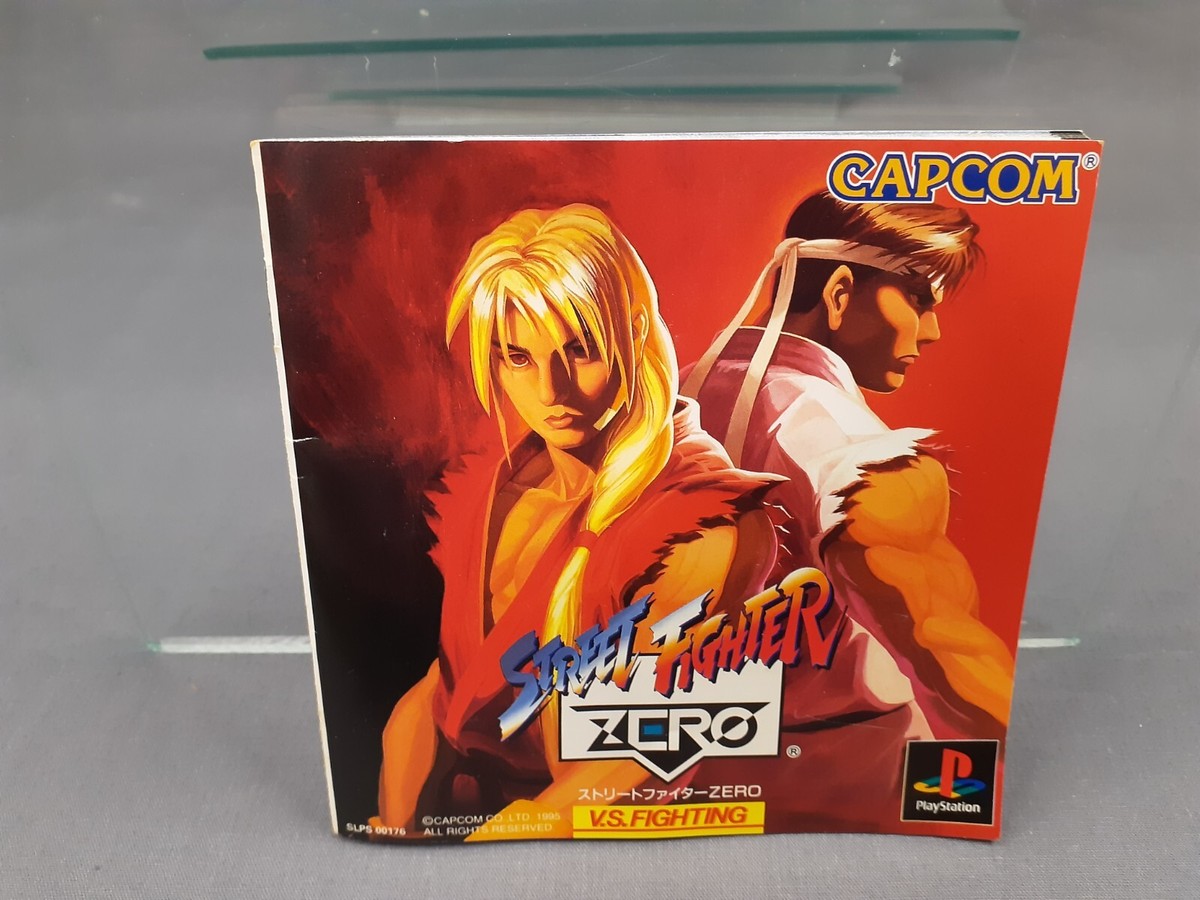 CAPCOM®
STREET FIGHTER
ZERO®
ストリートファイターZERO
V.S.FIGHTING
SLPS 00176
©CAPCOM CO., LTD. 1995
ALL RIGHTS RESERVED
PlayStation